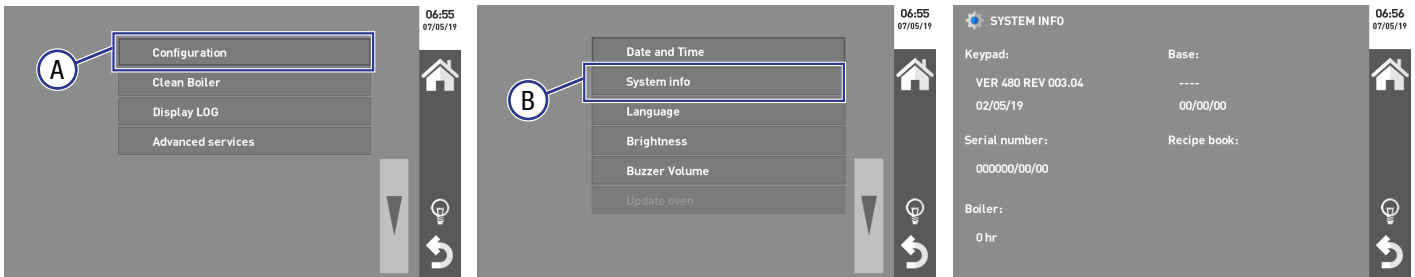 06:55
07/05/19
Configuration
Clean Boiler
Display LOG
Advanced services
A
06:55
07/05/19
Date and Time
System info
Language
Brightness
Buzzer Volume
Update oven
B
06:56
07/05/19
SYSTEM INFO
Keypad: Base:
VER 480 REV 003.04 ----
02/05/19 00/00/00
Serial number: Recipe book:
000000/00/00
Boiler:
0 hr